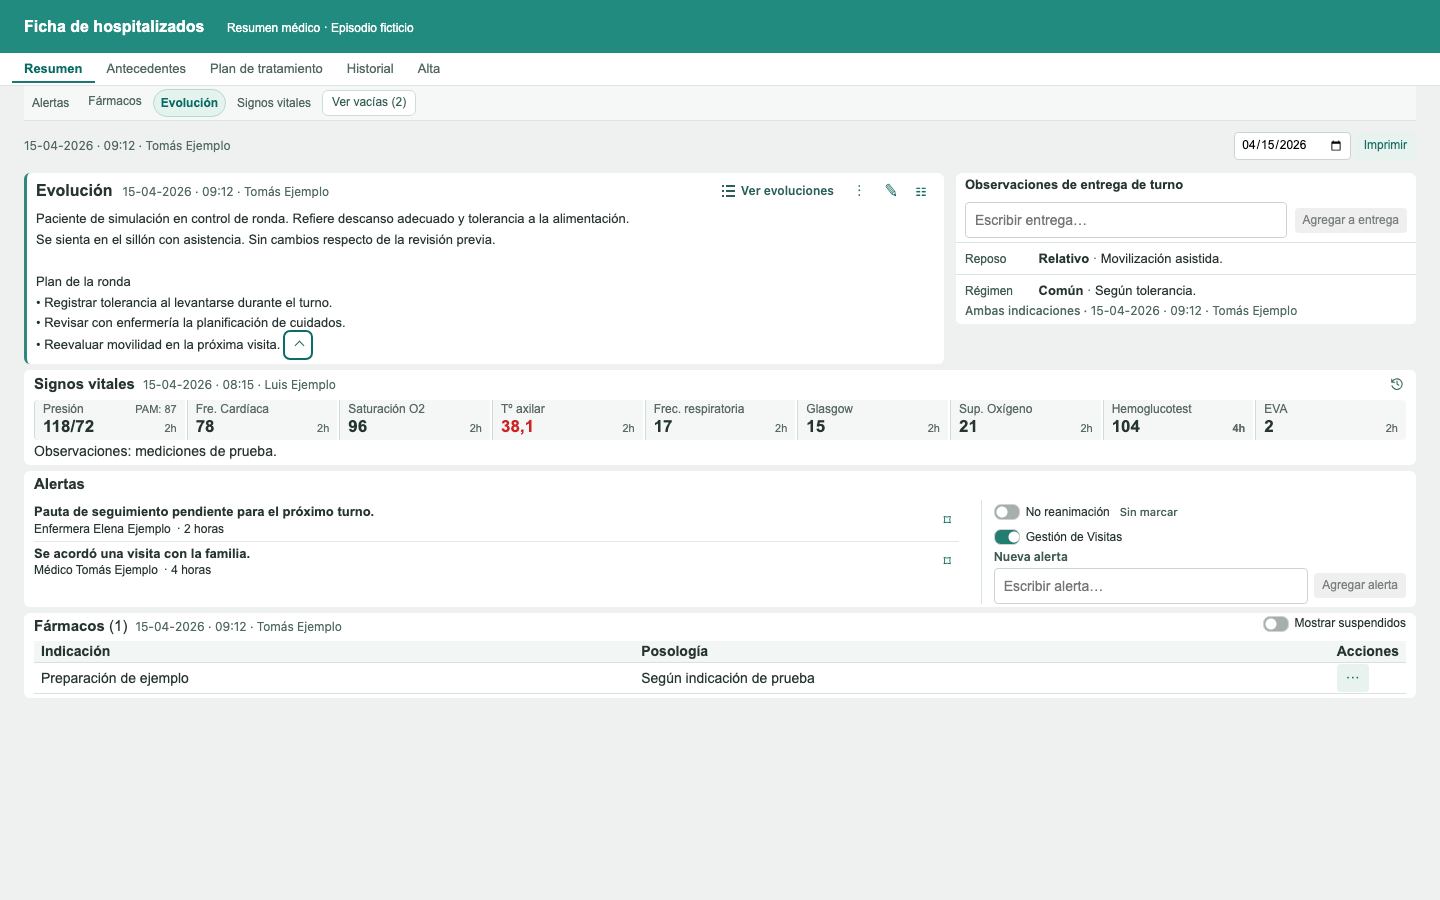 Ficha de hospitalizados
Resumen médico · Episodio ficticio
Resumen
Antecedentes
Plan de tratamiento
Historial
Alta
Alertas
Fármacos
Evolución
Signos vitales
Ver vacías (2)
15-04-2026 · 09:12 · Tomás Ejemplo
04/15/2026
Imprimir
Evolución
15-04-2026 · 09:12 · Tomás Ejemplo
Ver evoluciones
Paciente de simulación en control de ronda. Refiere descanso adecuado y tolerancia a la alimentación.
Se sienta en el sillón con asistencia. Sin cambios respecto de la revisión previa.
Plan de la ronda
• Registrar tolerancia al levantarse durante el turno.
• Revisar con enfermería la planificación de cuidados.
• Reevaluar movilidad en la próxima visita.
Observaciones de entrega de turno
Escribir entrega...
Agregar a entrega
Reposo
Relativo · Movilización asistida.
Régimen
Común · Según tolerancia.
Ambas indicaciones · 15-04-2026 · 09:12 · Tomás Ejemplo
Signos vitales
15-04-2026 · 08:15 · Luis Ejemplo
Presión
PAM: 87
118/72
2h
Fre. Cardíaca
78
2h
Saturación O2
96
2h
Tº axilar
38,1
2h
Frec. respiratoria
17
2h
Glasgow
15
2h
Sup. Oxígeno
21
2h
Hemoglucotest
104
4h
EVA
2
2h
Observaciones: mediciones de prueba.
Alertas
Pauta de seguimiento pendiente para el próximo turno.
Enfermera Elena Ejemplo · 2 horas
Se acordó una visita con la familia.
Médico Tomás Ejemplo · 4 horas
No reanimación
Sin marcar
Gestión de Visitas
Nueva alerta
Escribir alerta...
Agregar alerta
Fármacos (1)
15-04-2026 · 09:12 · Tomás Ejemplo
Mostrar suspendidos
Indicación
Posología
Acciones
Preparación de ejemplo
Según indicación de prueba